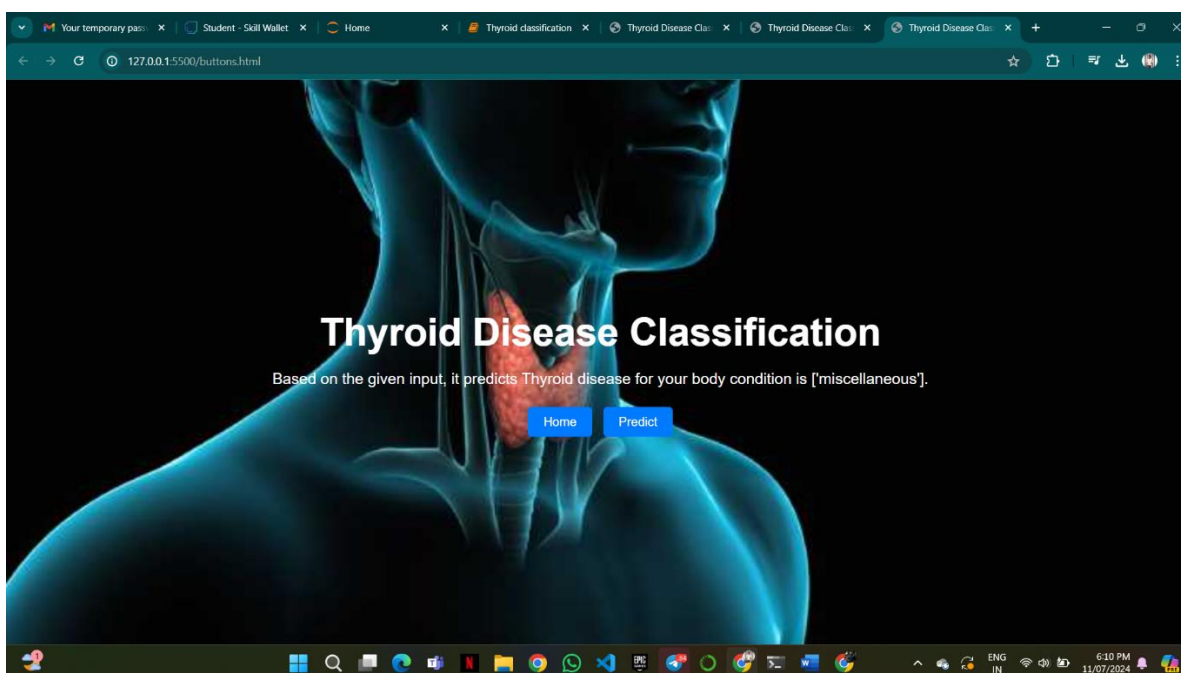 Your temporary pass
Student - Skill Wallet
Home
Thyroid classification
Thyroid Disease Clas
Thyroid Disease Clas
Thyroid Disease Clas
127.0.0.1:5500/buttons.html
Thyroid Disease Classification
Based on the given input, it predicts Thyroid disease for your body condition is ['miscellaneous'].
Home Predict
ENG
IN
6:10 PM
11/07/2024